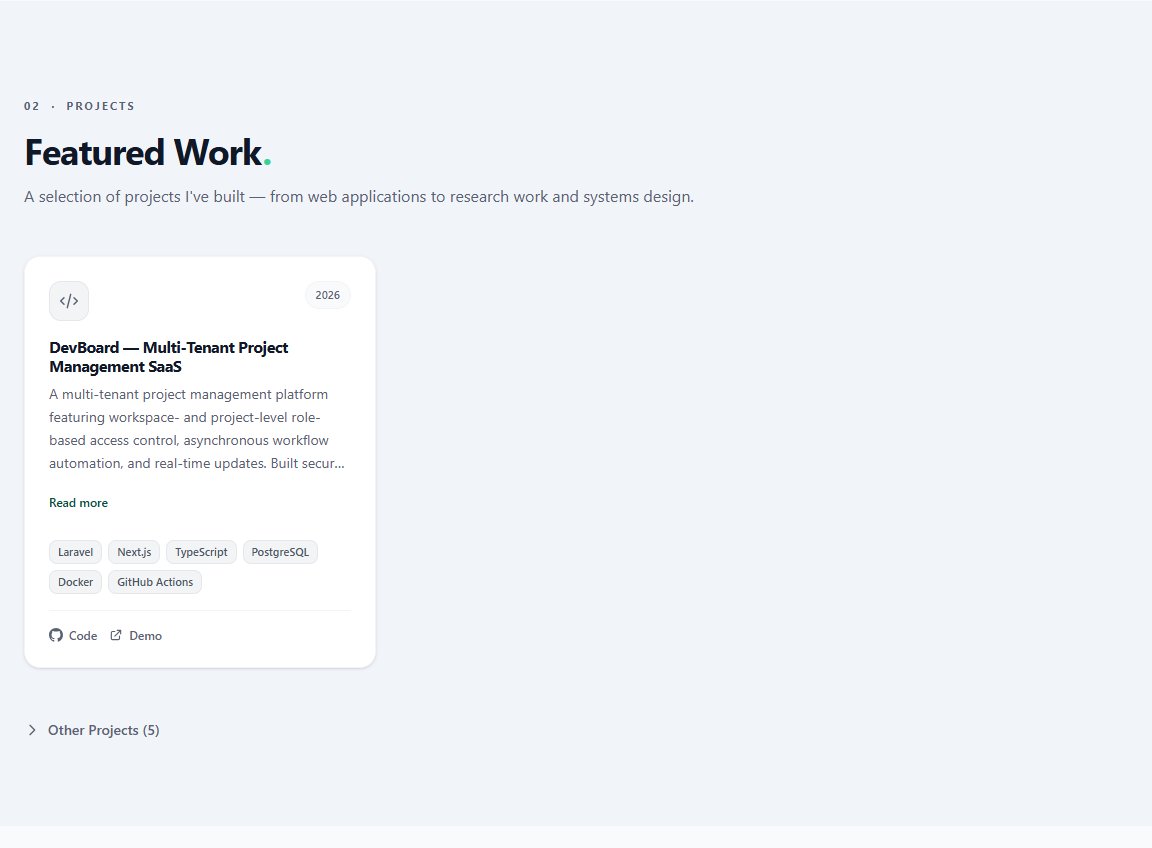 02 · PROJECTS
Featured Work.
A selection of projects I've built — from web applications to research work and systems design.
</> 2026
DevBoard — Multi-Tenant Project
Management SaaS
A multi-tenant project management platform
featuring workspace- and project-level role-
based access control, asynchronous workflow
automation, and real-time updates. Built secur...
Read more
Laravel Next.js TypeScript PostgreSQL
Docker GitHub Actions
Code Demo
Other Projects (5)